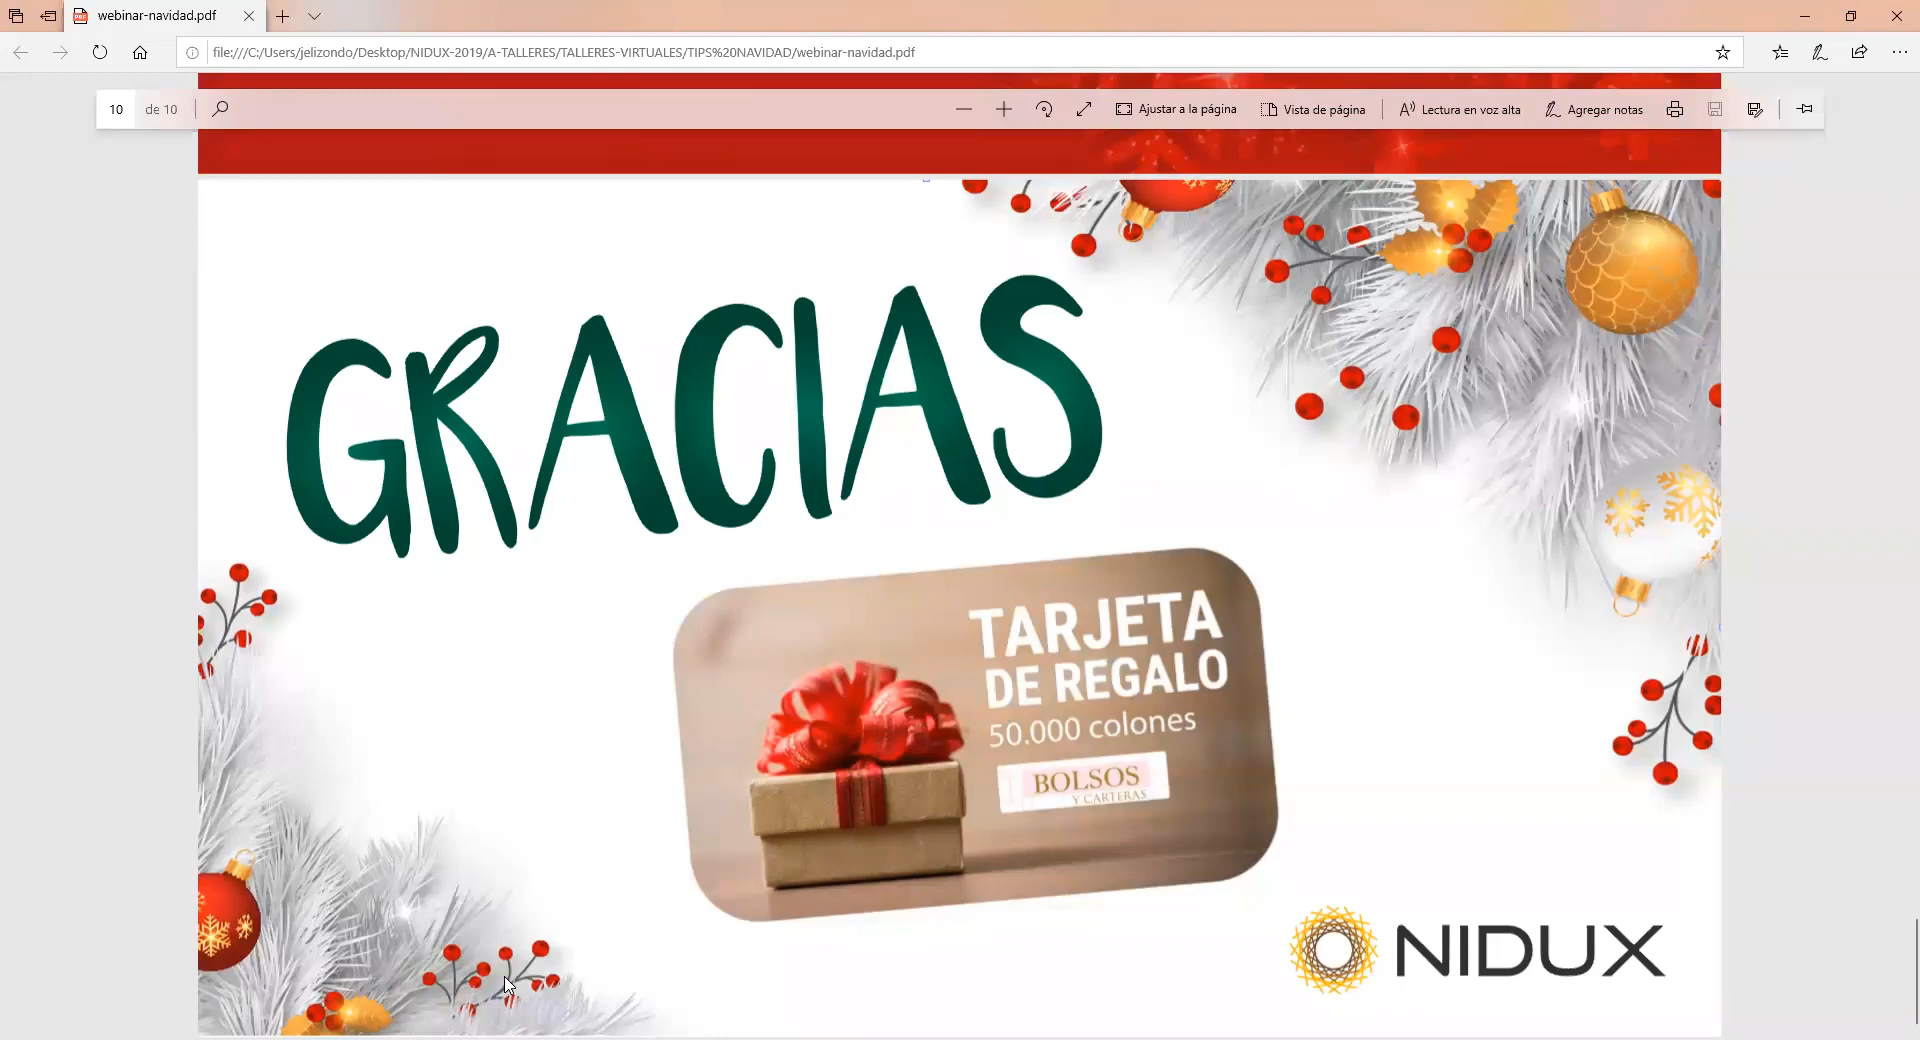 webinar-navidad.pdf
file:///C:/Users/jelizondo/Desktop/NIDUX-2019/A-TALLERES/TALLERES-VIRTUALES/TIPS%20NAVIDAD/webinar-navidad.pdf
10 de 10 Ajustar a la página Vista de página Lectura en voz alta Agregar notas
GRACIAS
TARJETA
DE REGALO
50.000 colones
BOLSOS
Y CARTERAS
NIDUX